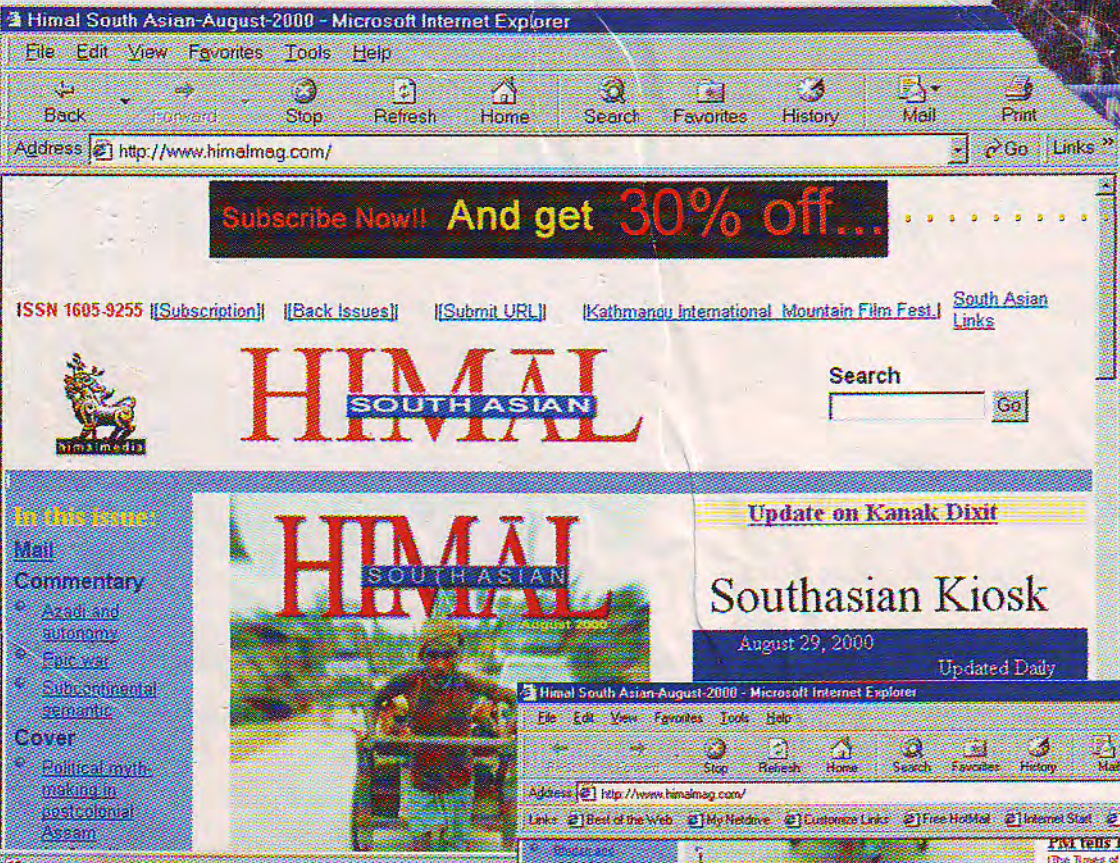 Himal South Asian-August-2000 - Microsoft Internet Explorer
File Edit View Favorites Tools Help
Back Forward Stop Refresh Home Search Favorites History Mail Print
Address http://www.himalmag.com/ Go Links »
Subscribe Now!! And get 30% off...
ISSN 1605-9255 |[Subscription]| |[Back Issues]| |[Submit URL]| |Kathmandu International Mountain Film Fest.| South Asian
Links
HIMĀL
SOUTH ASIAN
himalmedia
Search
Go
In this issue:
Mail
Commentary
Azadi and
autonomy
Epic war
Subcontinental
semantic
Cover
Political myth-
making in
postcolonial
Assam
HIMĀL
SOUTH ASIAN
August 2000
Update on Kanak Dixit
Southasian Kiosk
August 29, 2000
Updated Daily
Himal South Asian-August-2000 - Microsoft Internet Explorer
File Edit View Favorites Tools Help
Stop Refresh Home Search Favorites History Mail
Address http://www.himalmag.com/
Links Best of the Web My Netdrive Customize Links Free HotMail Internet Start
PM